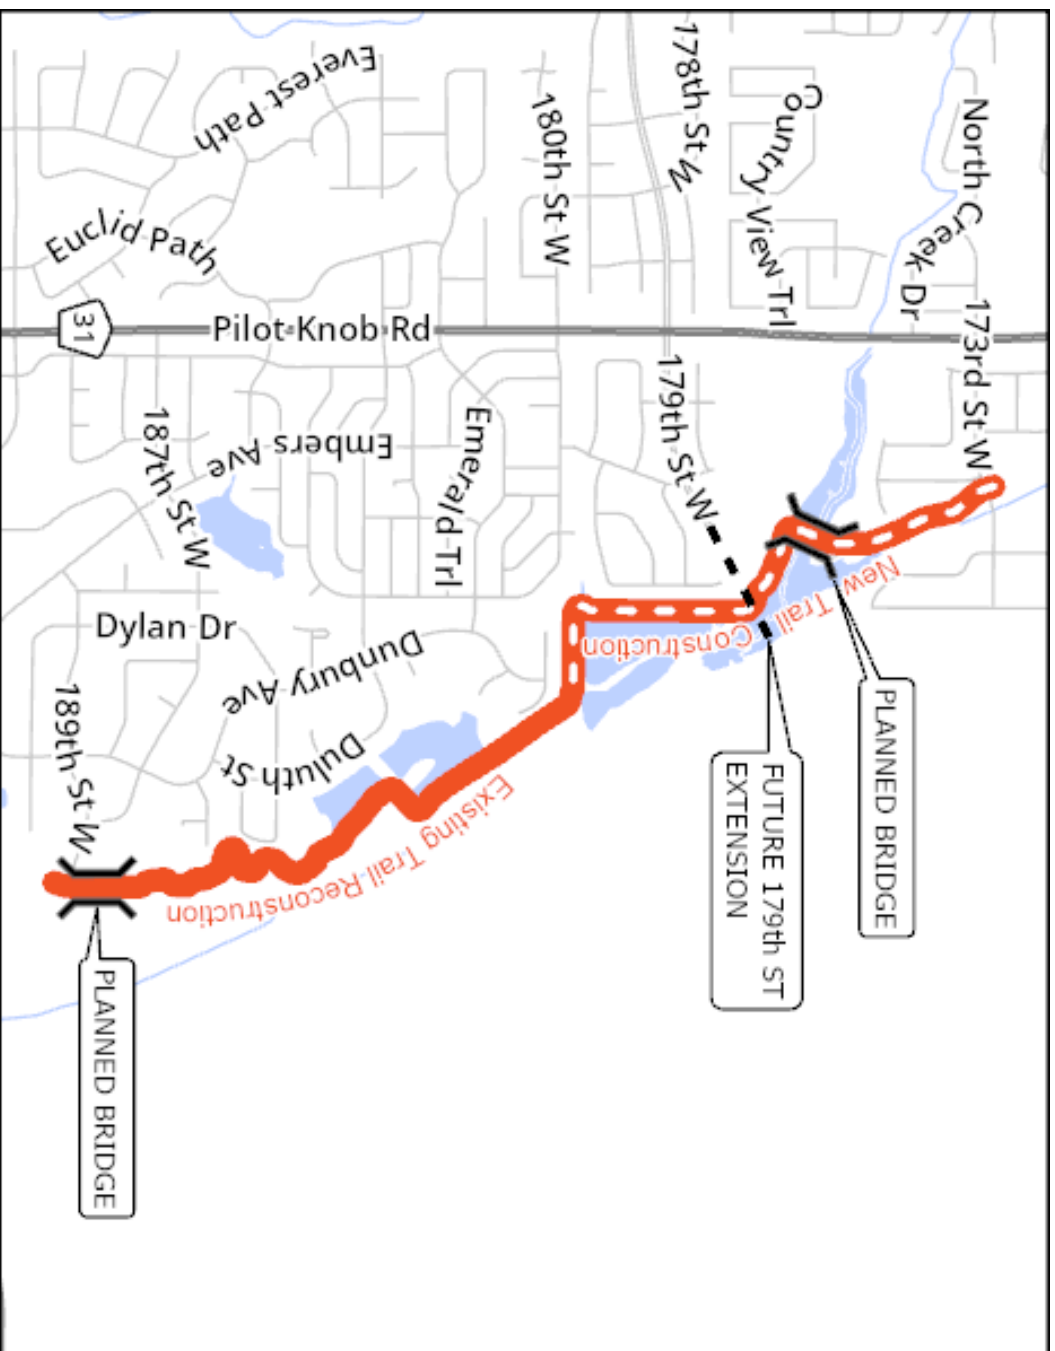 North Creek Dr
173rd St W
Country View Trl
178th St W
180th St W
Everest Path
Euclid Path
31
Pilot Knob Rd
179th St W
Emerald Trl
Embers Ave
187th St W
Dylan Dr
Dunbury Ave
Duluth St
189th St W
New Trail Construction
Existing Trail Reconstruction
PLANNED BRIDGE
FUTURE 179th ST
EXTENSION
PLANNED BRIDGE